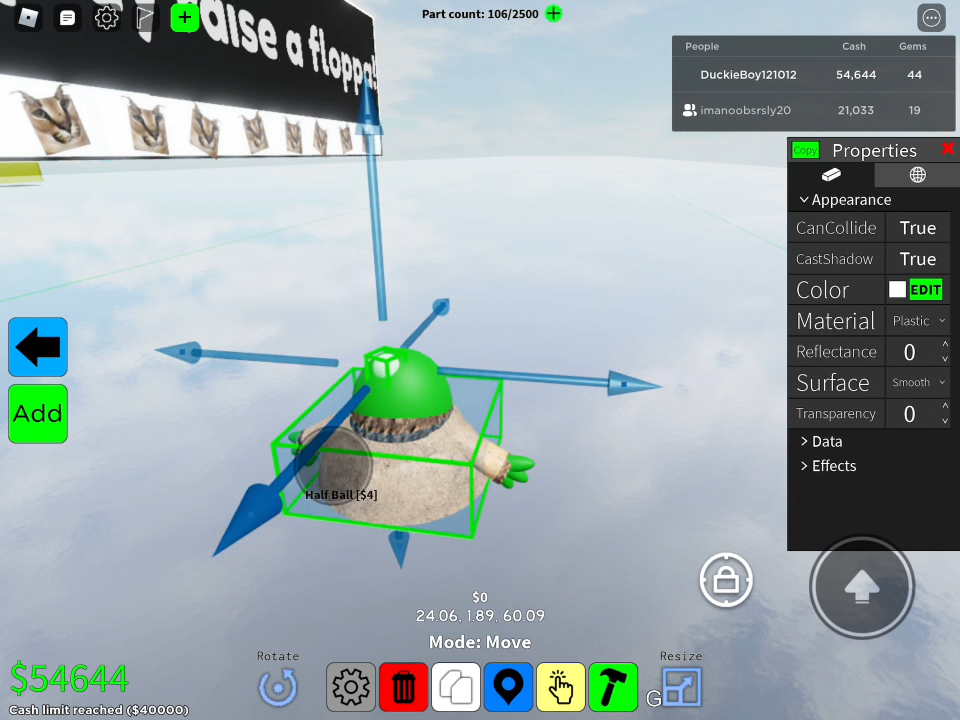 Part count: 106/2500
aise a floppa!
People Cash Gems
DuckieBoy121012 54,644 44
imanoobsrsly20 21,033 19
Copy Properties
Appearance
CanCollide True
CastShadow True
Color EDIT
Material Plastic
Reflectance 0
Surface Smooth
Transparency 0
Data
Effects
Add
Half Ball [$4]
$0
24.06, 1.89, 60.09
Mode: Move
Rotate
Resize
G
$54644
Cash limit reached ($40000)